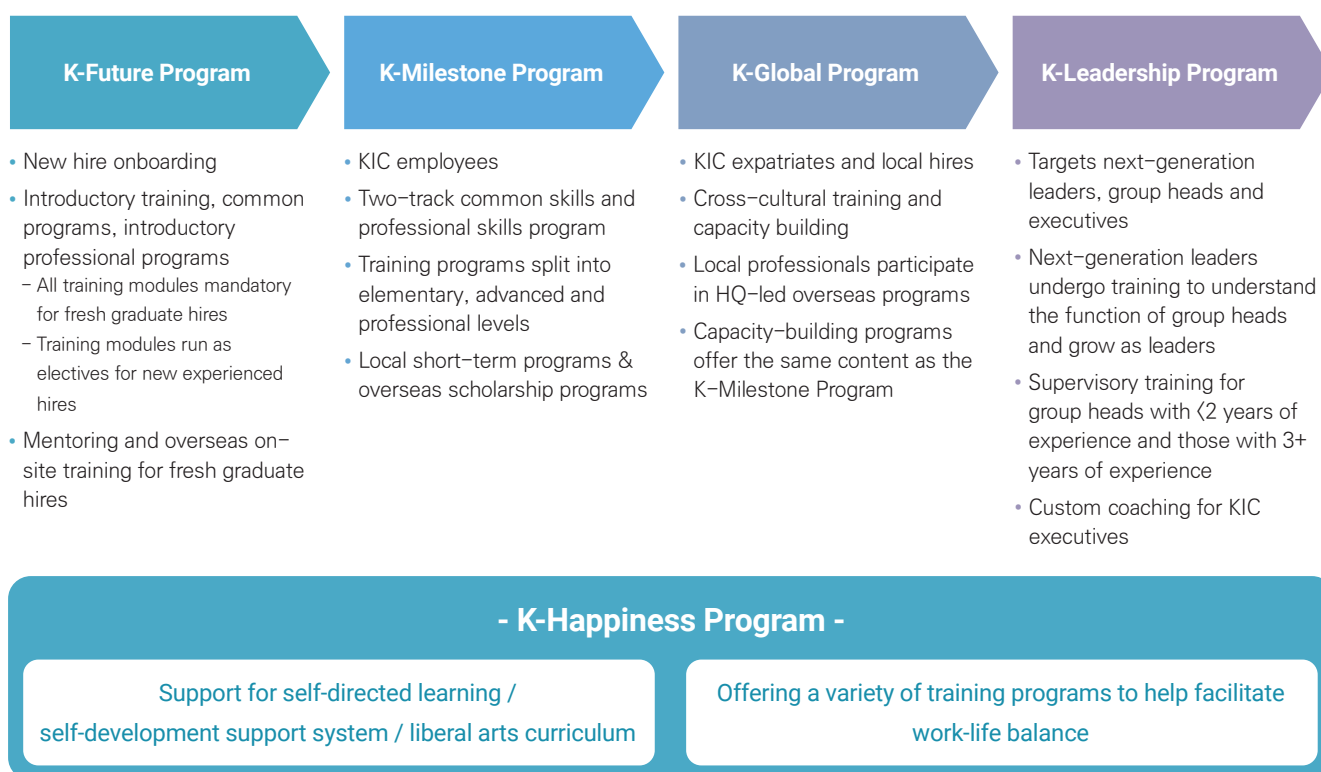 K-Future Program
• New hire onboarding
• Introductory training, common
programs, introductory
professional programs
- All training modules mandatory
for fresh graduate hires
- Training modules run as
electives for new experienced
hires
• Mentoring and overseas on-
site training for fresh graduate
hires
K-Milestone Program
• KIC employees
• Two-track common skills and
professional skills program
• Training programs split into
elementary, advanced and
professional levels
• Local short-term programs &
overseas scholarship programs
K-Global Program
• KIC expatriates and local hires
• Cross-cultural training and
capacity building
• Local professionals participate
in HQ-led overseas programs
• Capacity-building programs
offer the same content as the
K-Milestone Program
K-Leadership Program
• Targets next-generation
leaders, group heads and
executives
• Next-generation leaders
undergo training to understand
the function of group heads
and grow as leaders
• Supervisory training for
group heads with <2 years of
experience and those with 3+
years of experience
• Custom coaching for KIC
executives
- K-Happiness Program -
Support for self-directed learning /
self-development support system / liberal arts curriculum
Offering a variety of training programs to help facilitate
work-life balance